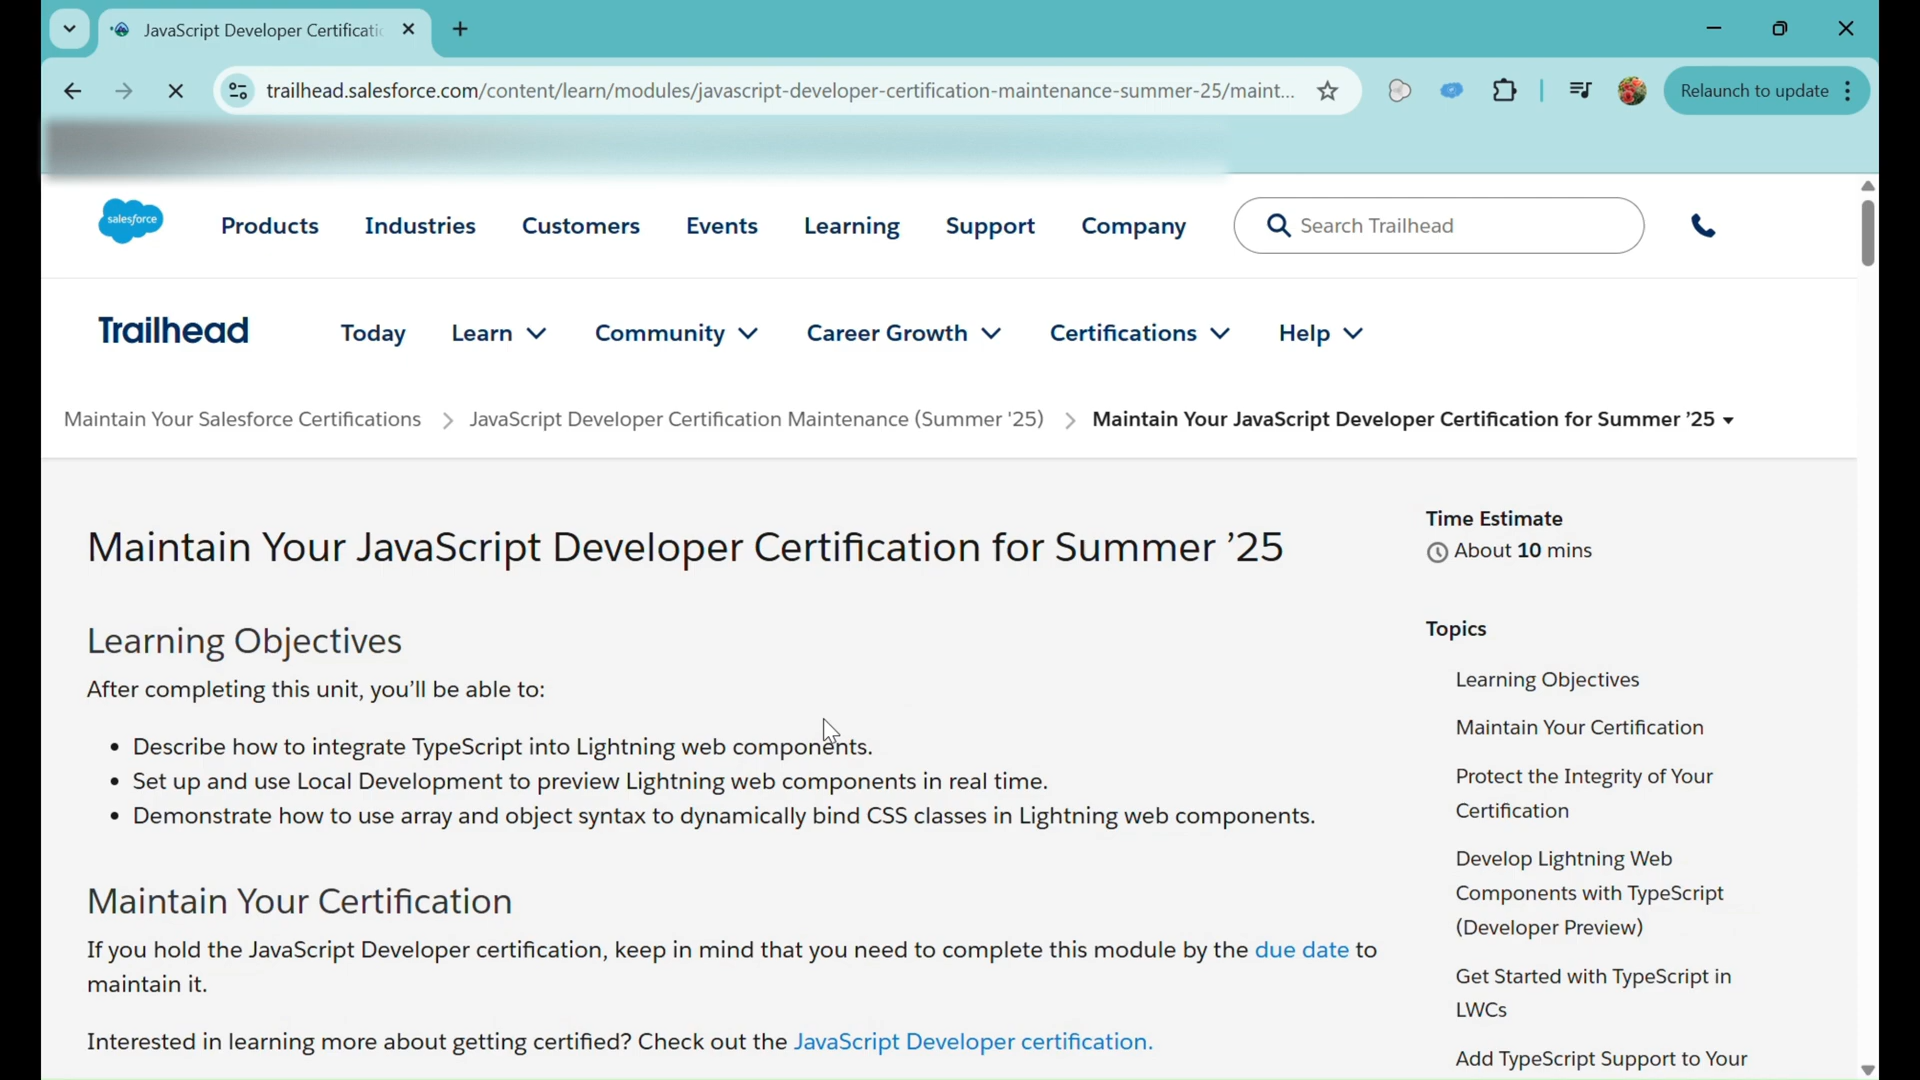 JavaScript Developer Certificati
trailhead.salesforce.com/content/learn/modules/javascript-developer-certification-maintenance-summer-25/maint...
Relaunch to update
salesforce
Products
Industries
Customers
Events
Learning
Support
Company
Search Trailhead
Trailhead
Today
Learn
Community
Career Growth
Certifications
Help
Maintain Your Salesforce Certifications
JavaScript Developer Certification Maintenance (Summer '25)
Maintain Your JavaScript Developer Certification for Summer ’25
Maintain Your JavaScript Developer Certification for Summer ’25
Learning Objectives
After completing this unit, you’ll be able to:
• Describe how to integrate TypeScript into Lightning web components.
• Set up and use Local Development to preview Lightning web components in real time.
• Demonstrate how to use array and object syntax to dynamically bind CSS classes in Lightning web components.
Maintain Your Certification
If you hold the JavaScript Developer certification, keep in mind that you need to complete this module by the due date to
maintain it.
Interested in learning more about getting certified? Check out the JavaScript Developer certification.
Time Estimate
About 10 mins
Topics
Learning Objectives
Maintain Your Certification
Protect the Integrity of Your
Certification
Develop Lightning Web
Components with TypeScript
(Developer Preview)
Get Started with TypeScript in
LWCs
Add TypeScript Support to Your